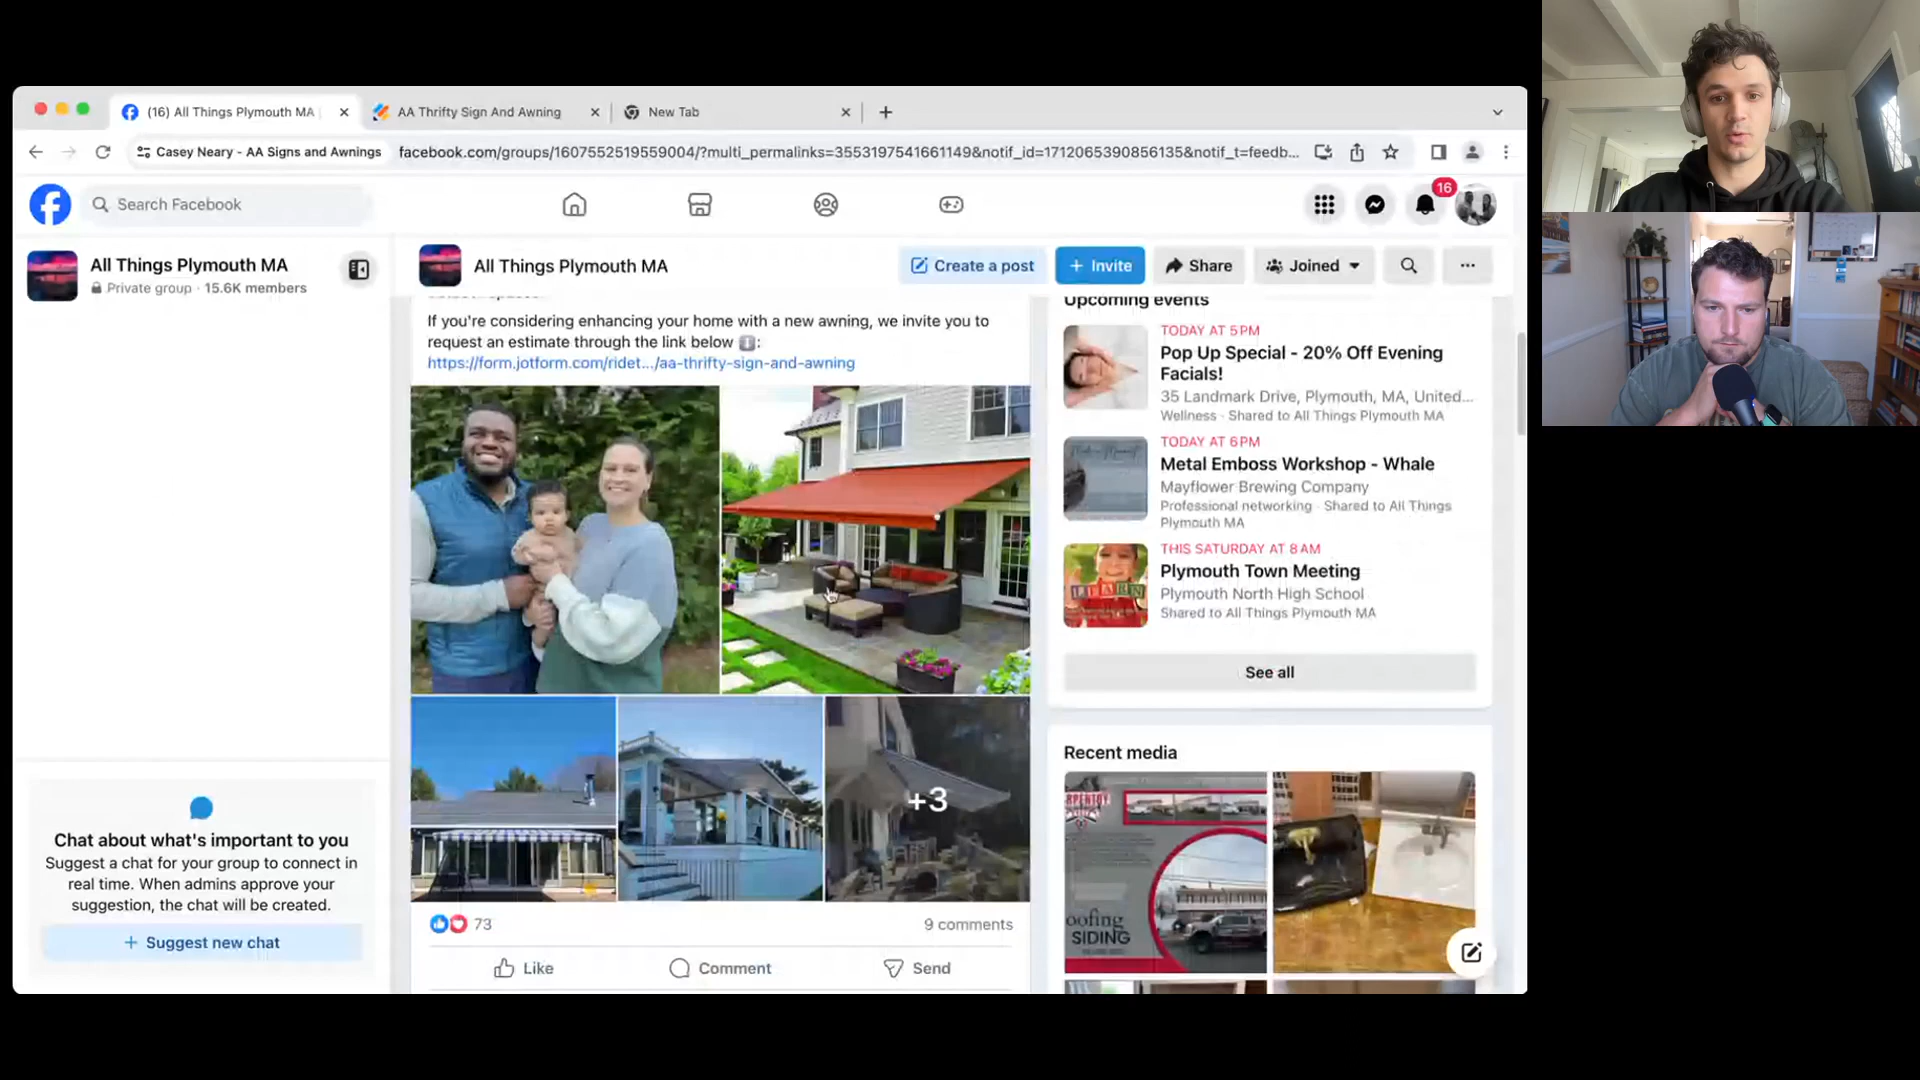 (16) All Things Plymouth MA
AA Thrifty Sign And Awning
New Tab
Casey Neary - AA Signs and Awnings
facebook.com/groups/1607552519559004/?multi_permalinks=3553197541661149&notif_id=1712065390856135&notif_t=feedb...
Search Facebook
16
All Things Plymouth MA
Private group · 15.6K members
All Things Plymouth MA
Create a post
+ Invite
Share
Joined
If you're considering enhancing your home with a new awning, we invite you to
request an estimate through the link below ⬇️:
https://form.jotform.com/ridet.../aa-thrifty-sign-and-awning
+3
73
9 comments
Like
Comment
Send
Upcoming events
TODAY AT 5 PM
Pop Up Special - 20% Off Evening
Facials!
35 Landmark Drive, Plymouth, MA, United...
Wellness · Shared to All Things Plymouth MA
TODAY AT 6 PM
Metal Emboss Workshop - Whale
Mayflower Brewing Company
Professional networking · Shared to All Things
Plymouth MA
THIS SATURDAY AT 8 AM
Plymouth Town Meeting
Plymouth North High School
Shared to All Things Plymouth MA
See all
Recent media
SIDING
Chat about what's important to you
Suggest a chat for your group to connect in
real time. When admins approve your
suggestion, the chat will be created.
+ Suggest new chat